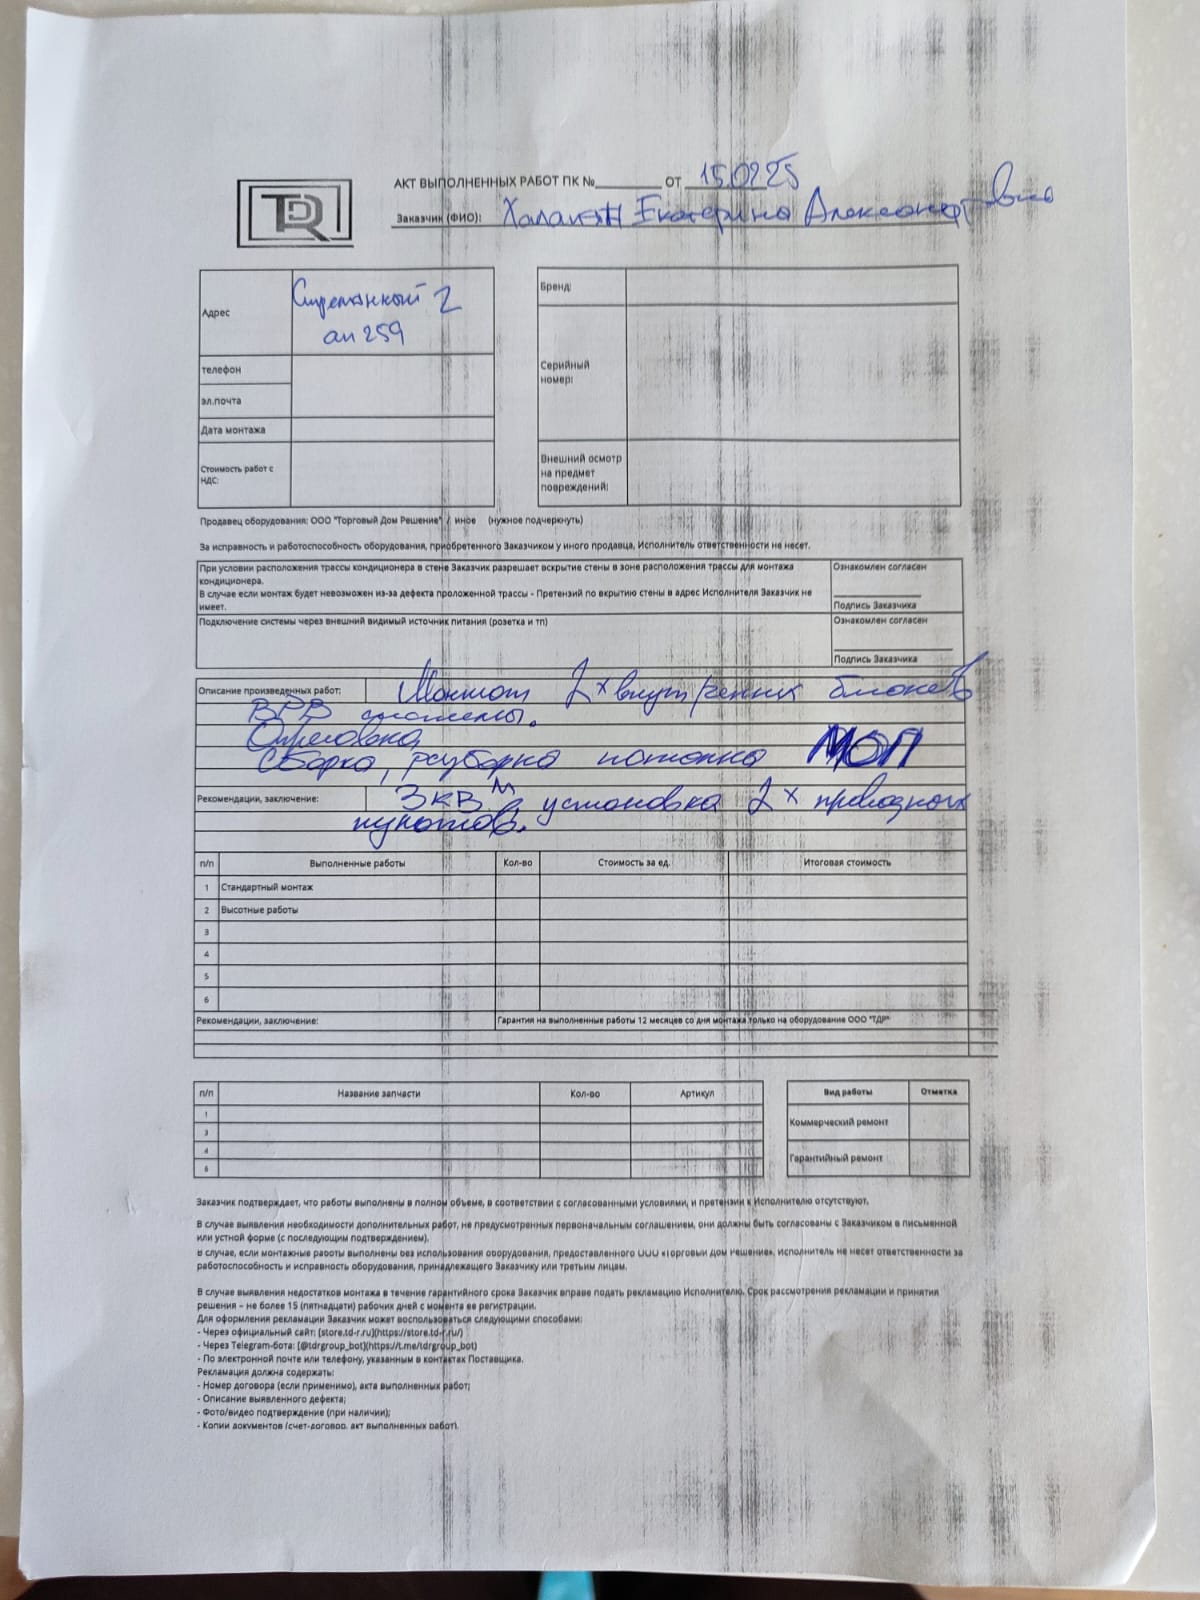 TDR
АКТ ВЫПОЛНЕННЫХ РАБОТ ПК №________ ОТ 15.02.25
Заказчик (ФИО): Екатерина Александровна
Адрес
Стремянный 2
ап 259
телефон
эл.почта
Дата монтажа
Стоимость работ с НДС:
Бренд:
Серийный номер:
Внешний осмотр на предмет повреждений:
Продавец оборудования: ООО "Торговый Дом Решение" / иное (нужное подчеркнуть)
За исправность и работоспособность оборудования, приобретенного Заказчиком у иного продавца, Исполнитель ответственности не несет.
При условии расположения трассы кондиционера в стене Заказчик разрешает вскрытие стены в зоне расположения трассы для монтажа
кондиционера.
В случае если монтаж будет невозможен из-за дефекта проложенной трассы - Претензий по вкрытию стены в адрес Исполнителя Заказчик не
имеет.
Ознакомлен согласен
Подпись Заказчика
Подключение системы через внешний видимый источник питания (розетка и тп)
Ознакомлен согласен
Подпись Заказчика
Описание произведенных работ: Монтаж 2х внутренних блоков
ВРВ системы.
Опрессовка
Сборка, разборка потолка МОП
Рекомендации, заключение: 3кв м, установка 2х проводных
пультов.
п/п Выполненные работы Кол-во Стоимость за ед. Итоговая стоимость
1 Стандартный монтаж
2 Высотные работы
3
4
5
6
Рекомендации, заключение: Гарантия на выполненные работы 12 месяцев со дня монтажа только на оборудование ООО "ТДР"
п/п Название запчасти Кол-во Артикул
1
3
4
6
Вид работы Отметка
Коммерческий ремонт
Гарантийный ремонт
Заказчик подтверждает, что работы выполнены в полном объеме, в соответствии с согласованными условиями, и претензии к Исполнителю отсутствуют.
В случае выявления необходимости дополнительных работ, не предусмотренных первоначальным соглашением, они должны быть согласованы с Заказчиком в письменной
или устной форме (с последующим подтверждением).
В случае, если монтажные работы выполнены без использования оборудования, предоставленного ООО «Торговый Дом Решение», Исполнитель не несет ответственности за
работоспособность и исправность оборудования, принадлежащего Заказчику или третьим лицам.
В случае выявления недостатков монтажа в течение гарантийного срока Заказчик вправе подать рекламацию Исполнителю. Срок рассмотрения рекламации и принятия
решения – не более 15 (пятнадцати) рабочих дней с момента ее регистрации.
Для оформления рекламации Заказчик может воспользоваться следующими способами:
- Через официальный сайт: [store.td-r.ru](https://store.td-r.ru/)
- Через Telegram-бота: [@tdrgroup_bot](https://t.me/tdrgroup_bot)
- По электронной почте или телефону, указанным в контактах Поставщика.
Рекламация должна содержать:
- Номер договора (если применимо), акта выполненных работ;
- Описание выявленного дефекта;
- Фото/видео подтверждение (при наличии);
- Копии документов (счет-договор, акт выполненных работ).